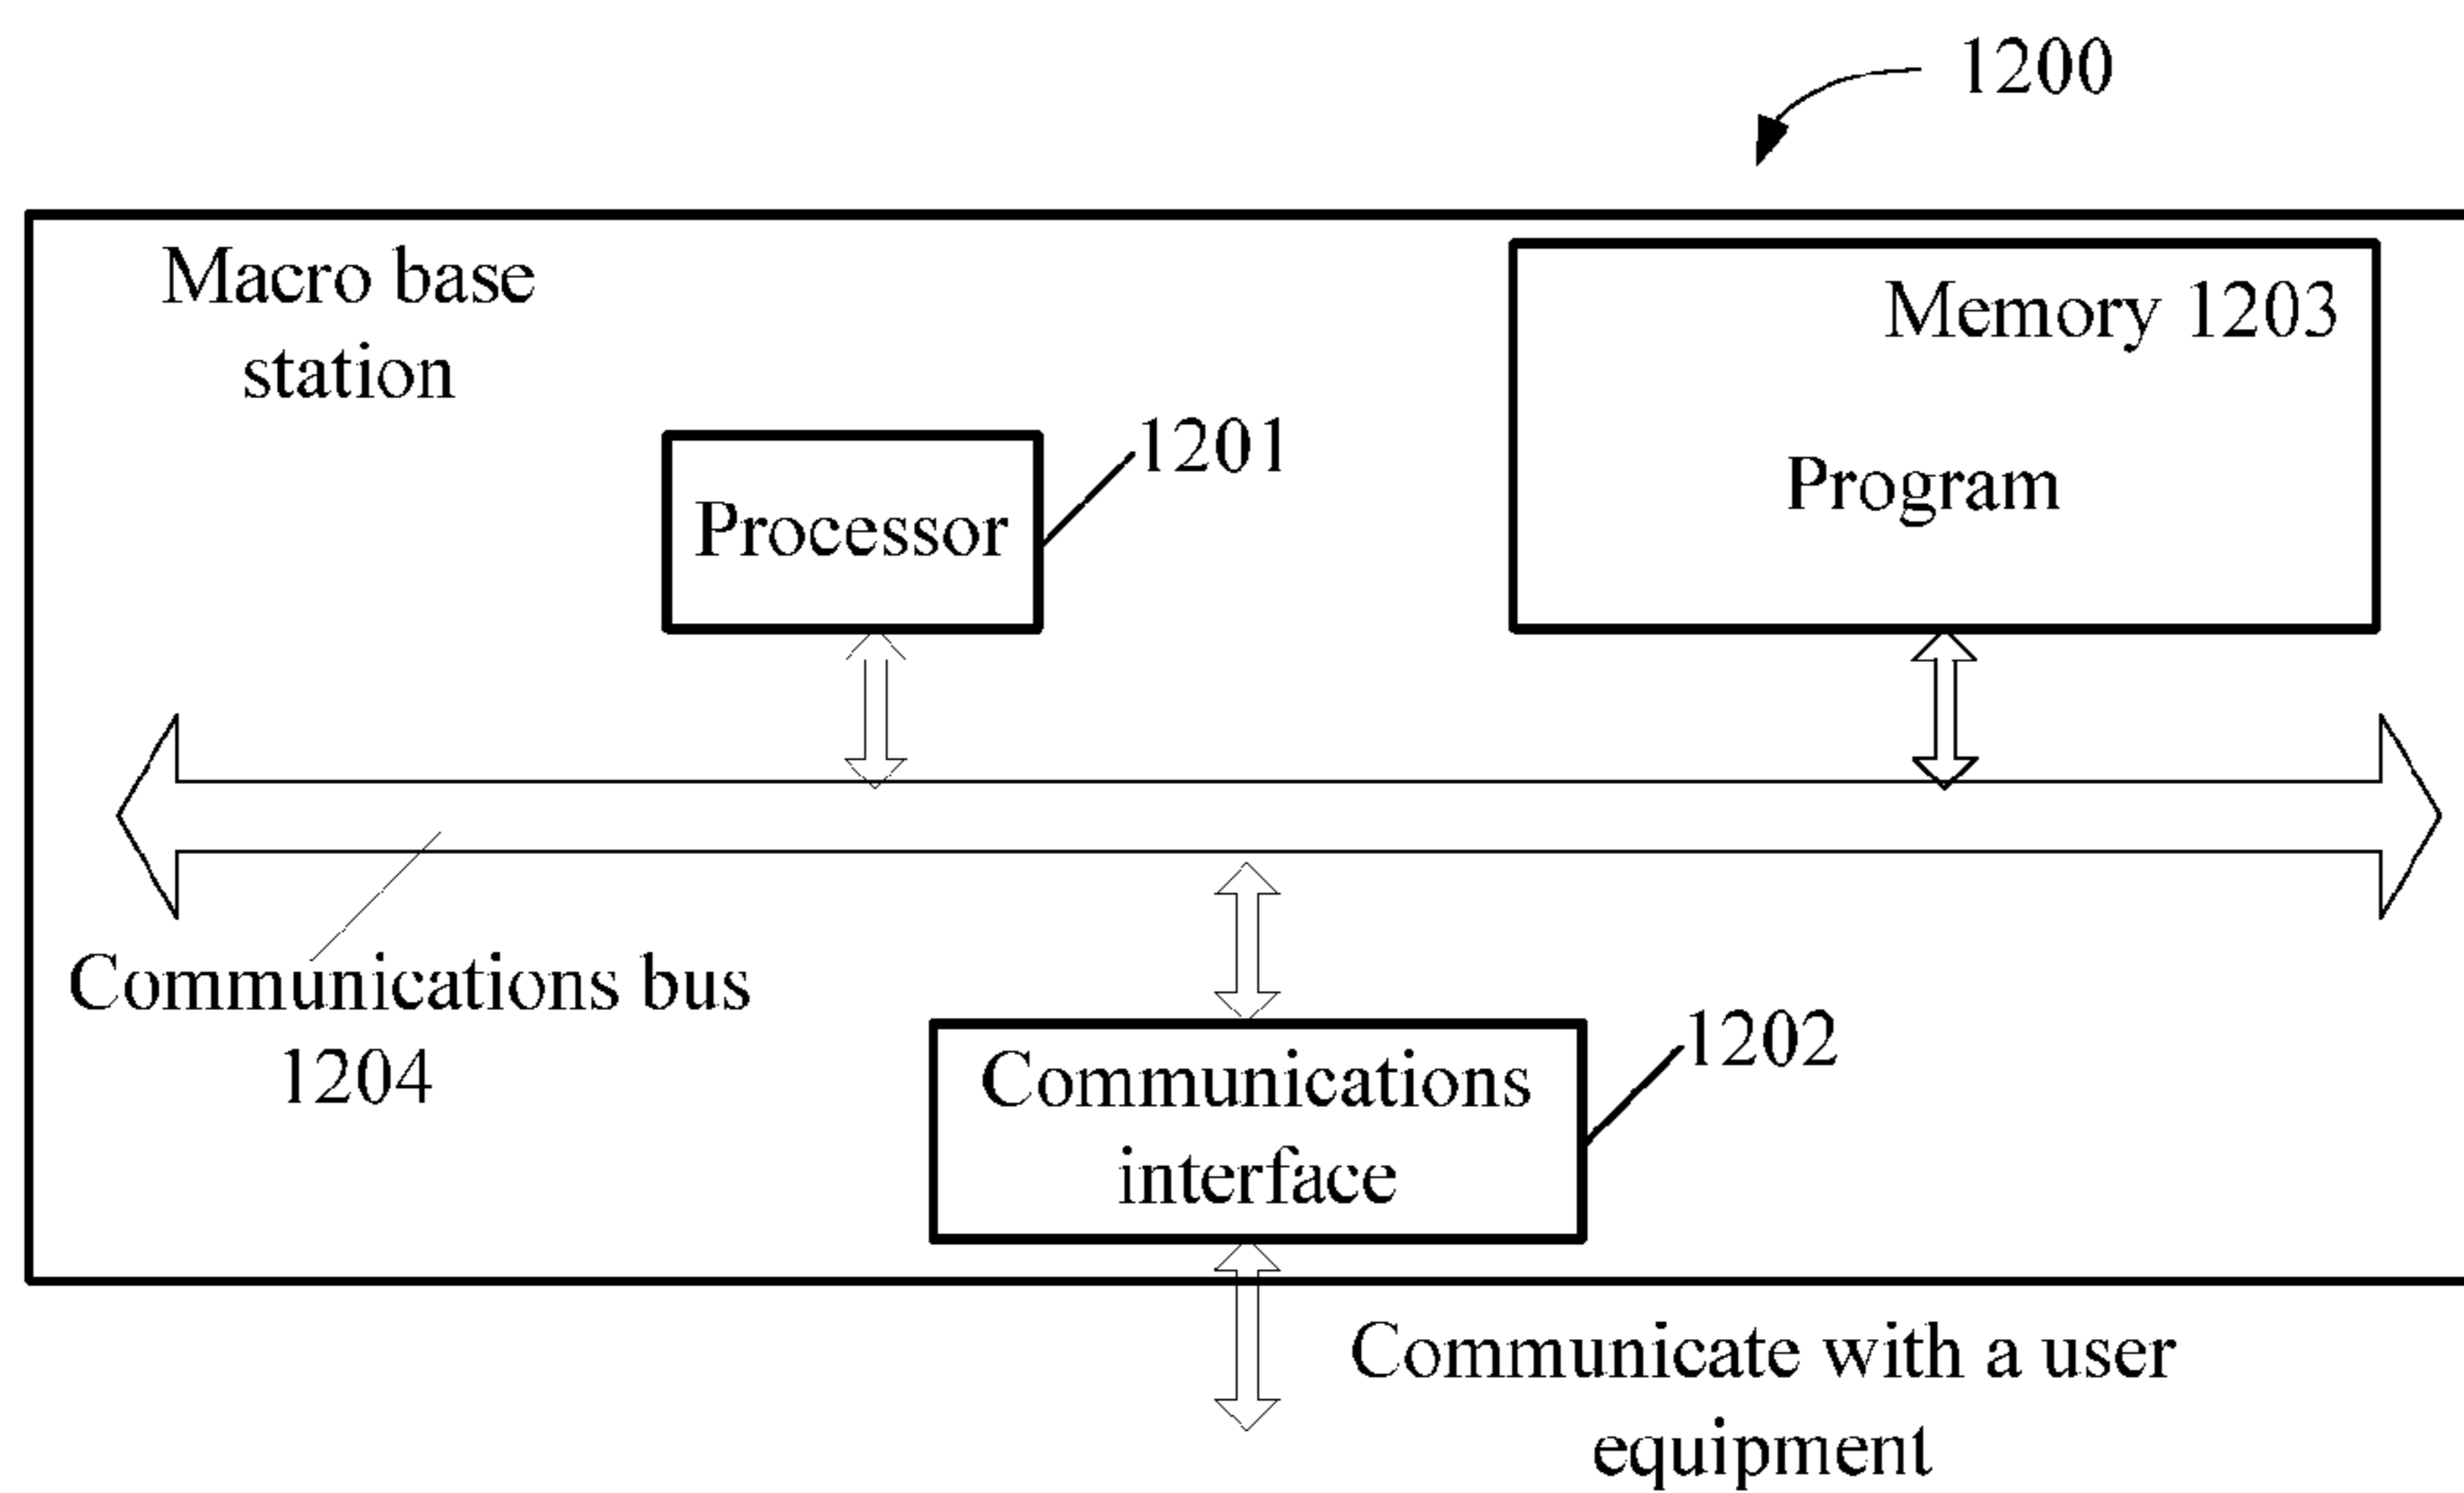 1200
Macro base
station
Memory 1203
Program
1201
Processor
Communications bus
1204
1202
Communications
interface
Communicate with a user
equipment